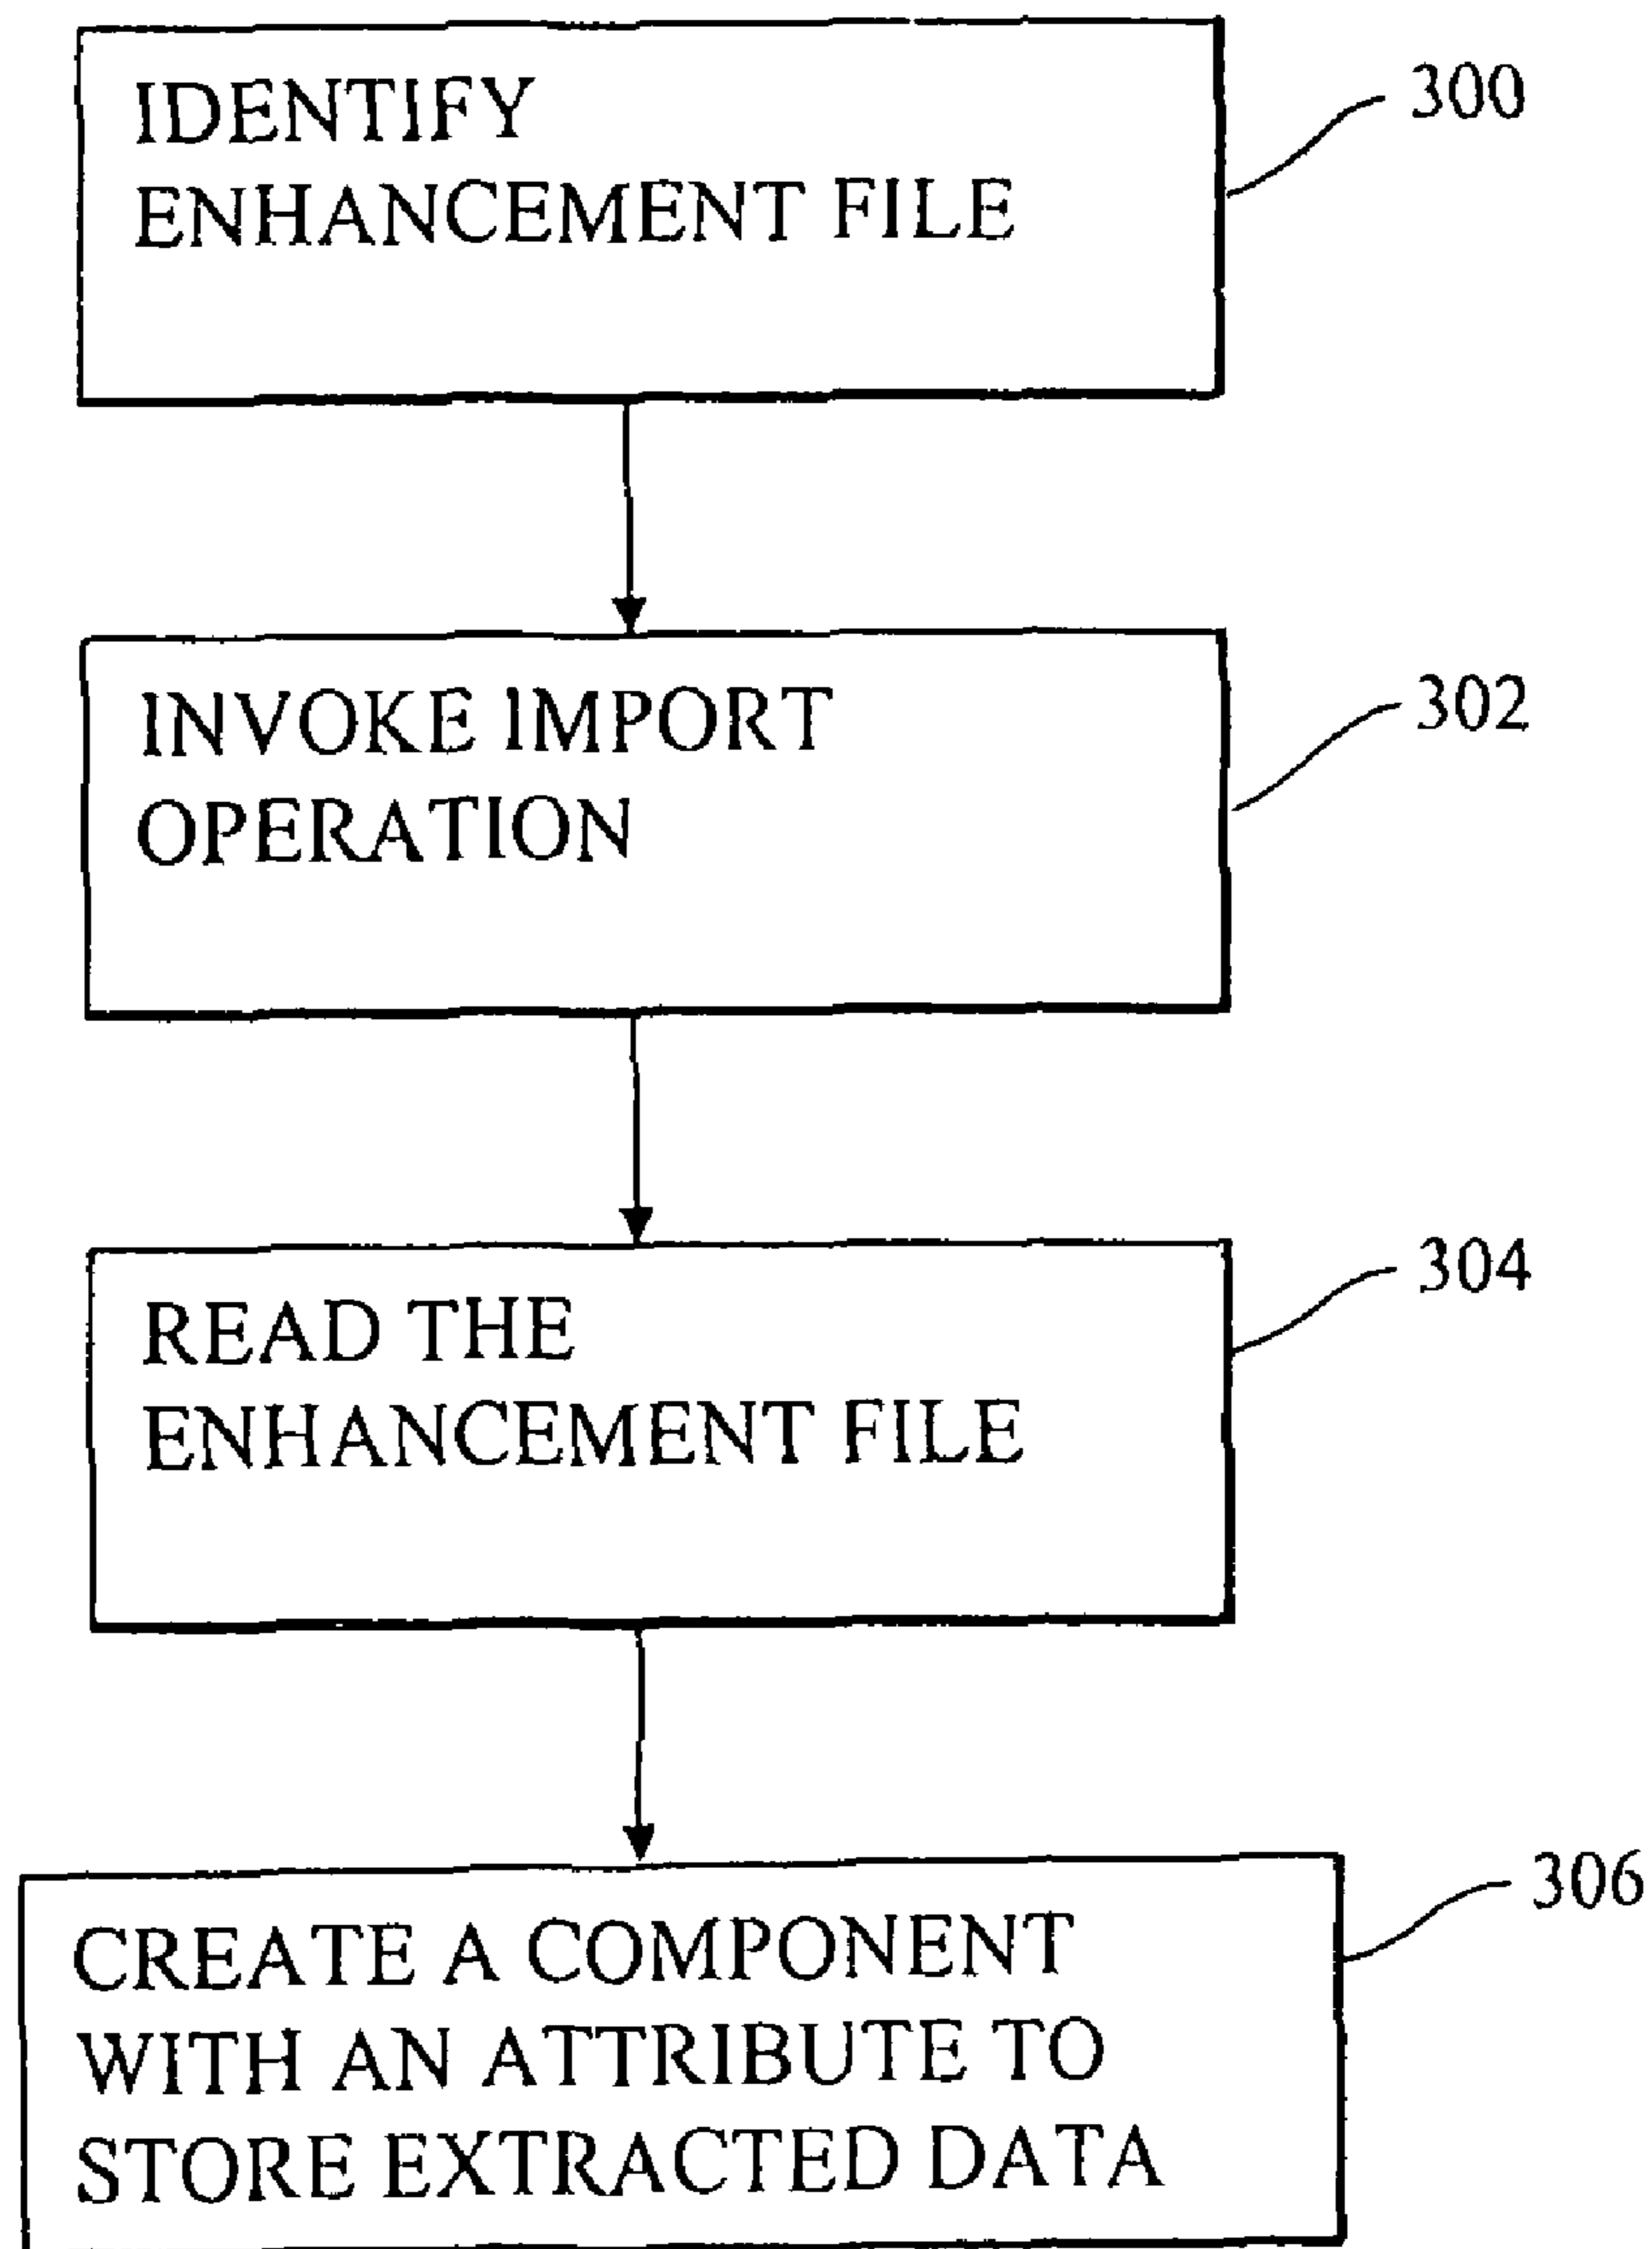 IDENTIFY
ENHANCEMENT FILE
300
INVOKE IMPORT
OPERATION
302
READ THE
ENHANCEMENT FILE
304
CREATE A COMPONENT
WITH AN ATTRIBUTE TO
STORE EXTRACTED DATA
306